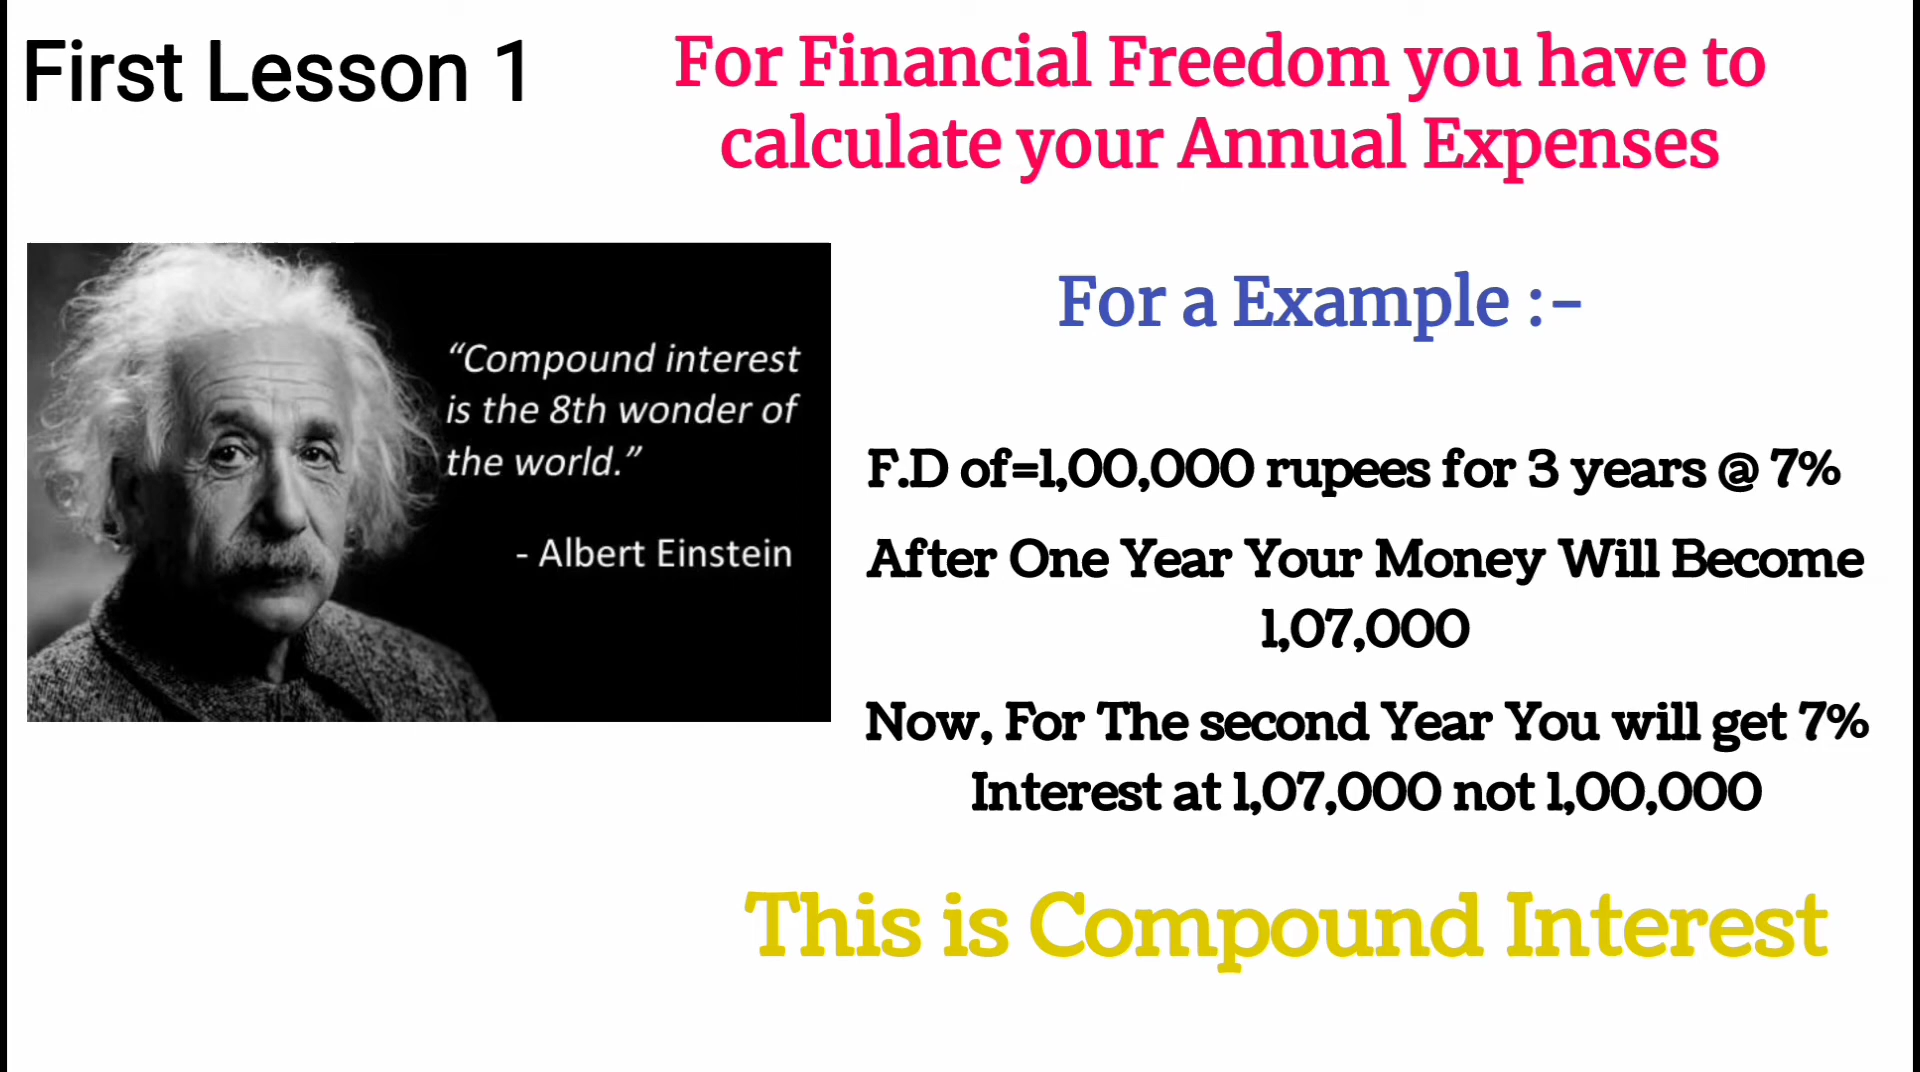 First Lesson 1
For Financial Freedom you have to
calculate your Annual Expenses
“Compound interest
is the 8th wonder of
the world.”
- Albert Einstein
For a Example :-
F.D of=1,00,000 rupees for 3 years @ 7%
After One Year Your Money Will Become
1,07,000
Now, For The second Year You will get 7%
Interest at 1,07,000 not 1,00,000
This is Compound Interest